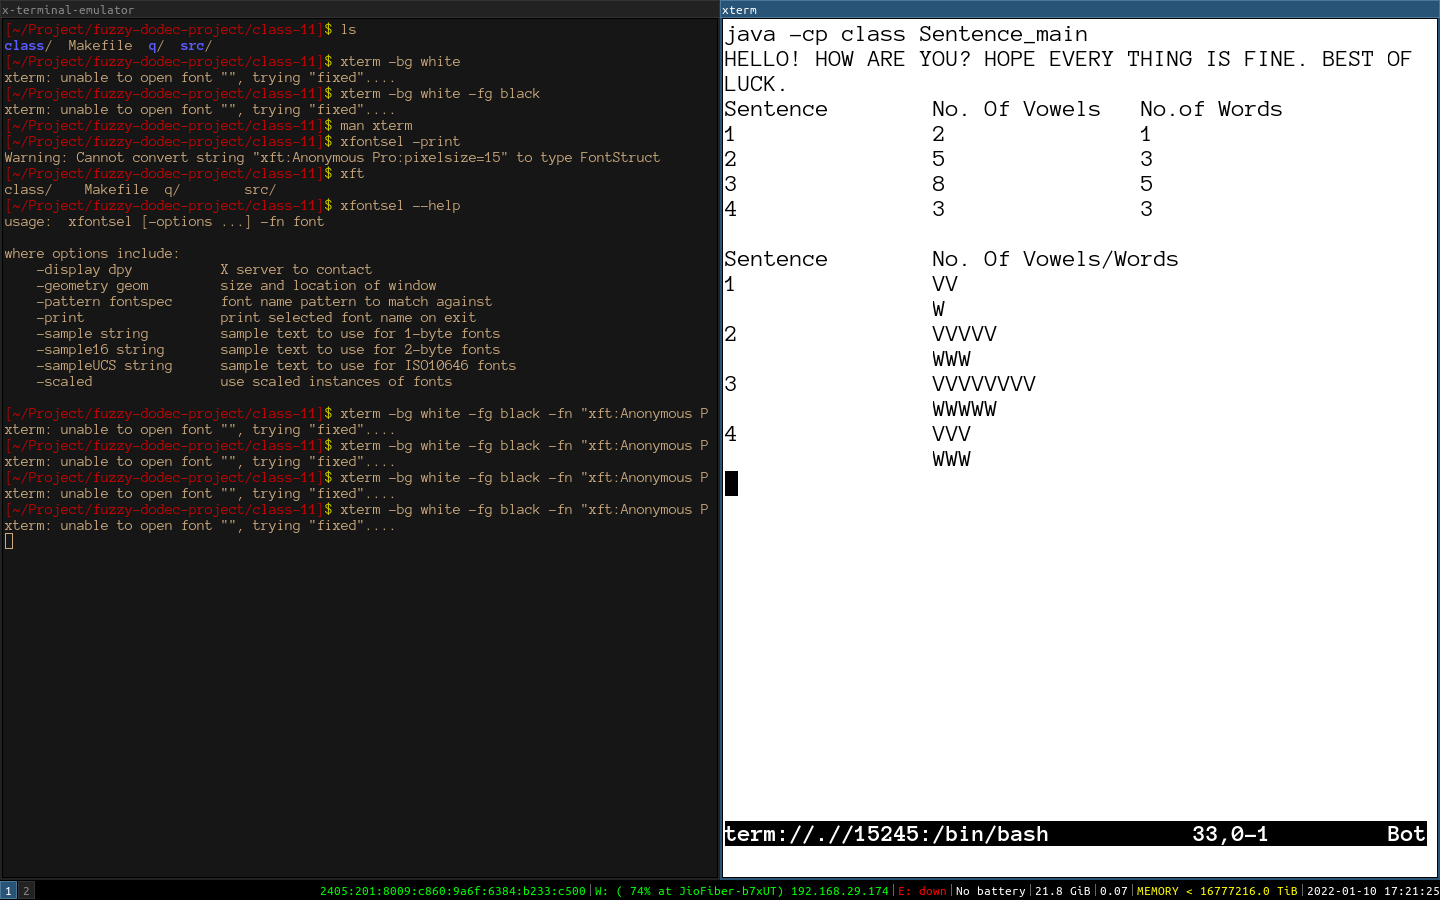 x-terminal-emulator
[~/Project/fuzzy-dodec-project/class-11]$ ls
class/  Makefile  q/  src/
[~/Project/fuzzy-dodec-project/class-11]$ xterm -bg white
xterm: unable to open font "", trying "fixed"....
[~/Project/fuzzy-dodec-project/class-11]$ xterm -bg white -fg black
xterm: unable to open font "", trying "fixed"....
[~/Project/fuzzy-dodec-project/class-11]$ man xterm
[~/Project/fuzzy-dodec-project/class-11]$ xfontsel -print
Warning: Cannot convert string "xft:Anonymous Pro:pixelsize=15" to type FontStruct
[~/Project/fuzzy-dodec-project/class-11]$ xft
class/    Makefile  q/        src/
[~/Project/fuzzy-dodec-project/class-11]$ xfontsel --help
usage:  xfontsel [-options ...] -fn font

where options include:
    -display dpy           X server to contact
    -geometry geom         size and location of window
    -pattern fontspec      font name pattern to match against
    -print                 print selected font name on exit
    -sample string         sample text to use for 1-byte fonts
    -sample16 string       sample text to use for 2-byte fonts
    -sampleUCS string      sample text to use for ISO10646 fonts
    -scaled                use scaled instances of fonts

[~/Project/fuzzy-dodec-project/class-11]$ xterm -bg white -fg black -fn "xft:Anonymous P
xterm: unable to open font "", trying "fixed"....
[~/Project/fuzzy-dodec-project/class-11]$ xterm -bg white -fg black -fn "xft:Anonymous P
xterm: unable to open font "", trying "fixed"....
[~/Project/fuzzy-dodec-project/class-11]$ xterm -bg white -fg black -fn "xft:Anonymous P
xterm: unable to open font "", trying "fixed"....
[~/Project/fuzzy-dodec-project/class-11]$ xterm -bg white -fg black -fn "xft:Anonymous P
xterm: unable to open font "", trying "fixed"....
xterm
java -cp class Sentence_main
HELLO! HOW ARE YOU? HOPE EVERY THING IS FINE. BEST OF
LUCK.
Sentence        No. Of Vowels   No.of Words
1               2               1
2               5               3
3               8               5
4               3               3

Sentence        No. Of Vowels/Words
1               VV
                W
2               VVVVV
                WWW
3               VVVVVVVV
                WWWWW
4               VVV
                WWW
term://.//15245:/bin/bash           33,0-1         Bot
1 2 2405:201:8009:c860:9a6f:6384:b233:c500|W: ( 74% at JioFiber-b7xUT) 192.168.29.174|E: down|No battery|21.8 GiB|0.07|MEMORY < 16777216.0 TiB|2022-01-10 17:21:25